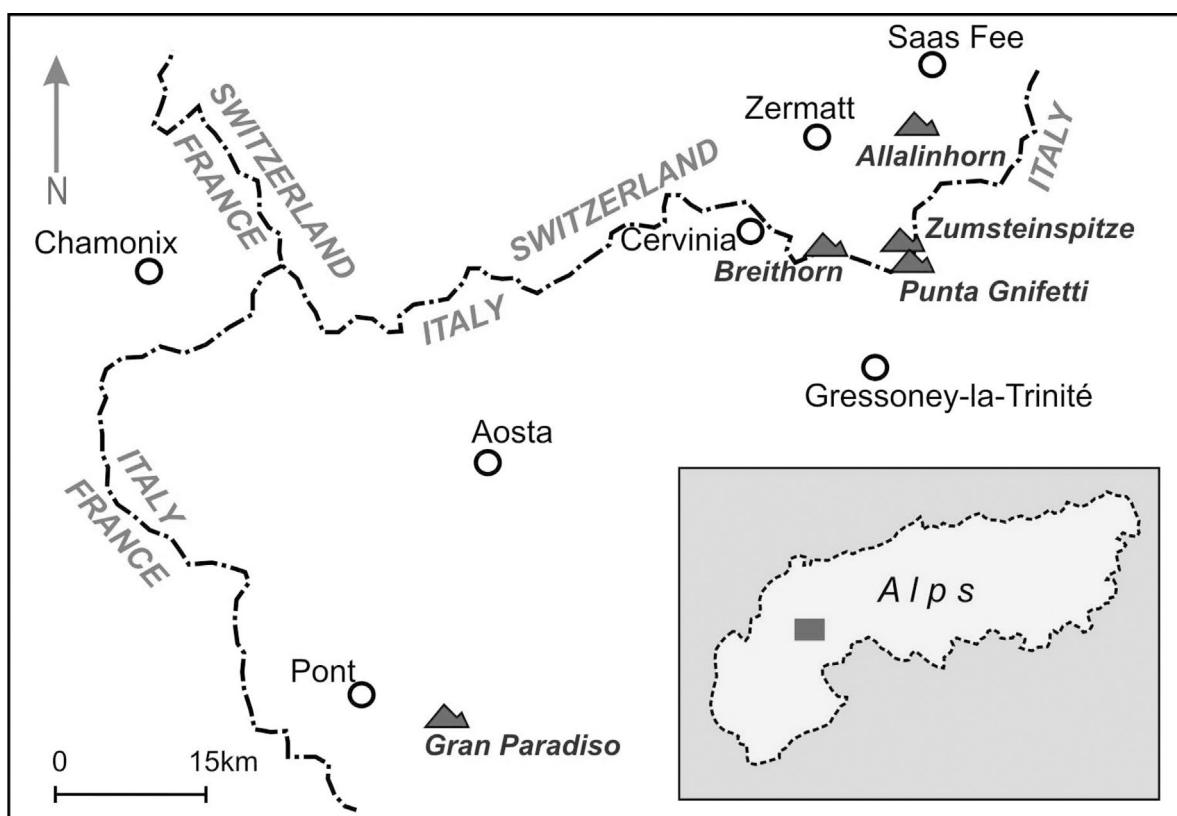 Saas Fee
Zermatt
Allalinhorn
ITALY
SWITZERLAND
FRANCE
SWITZERLAND
N
Chamonix
Cervinia
Zumsteinspitze
Breithorn
Punta Gnifetti
ITALY
Gressoney-la-Trinité
Aosta
ITALY
FRANCE
Alps
Pont
Gran Paradiso
0 15km